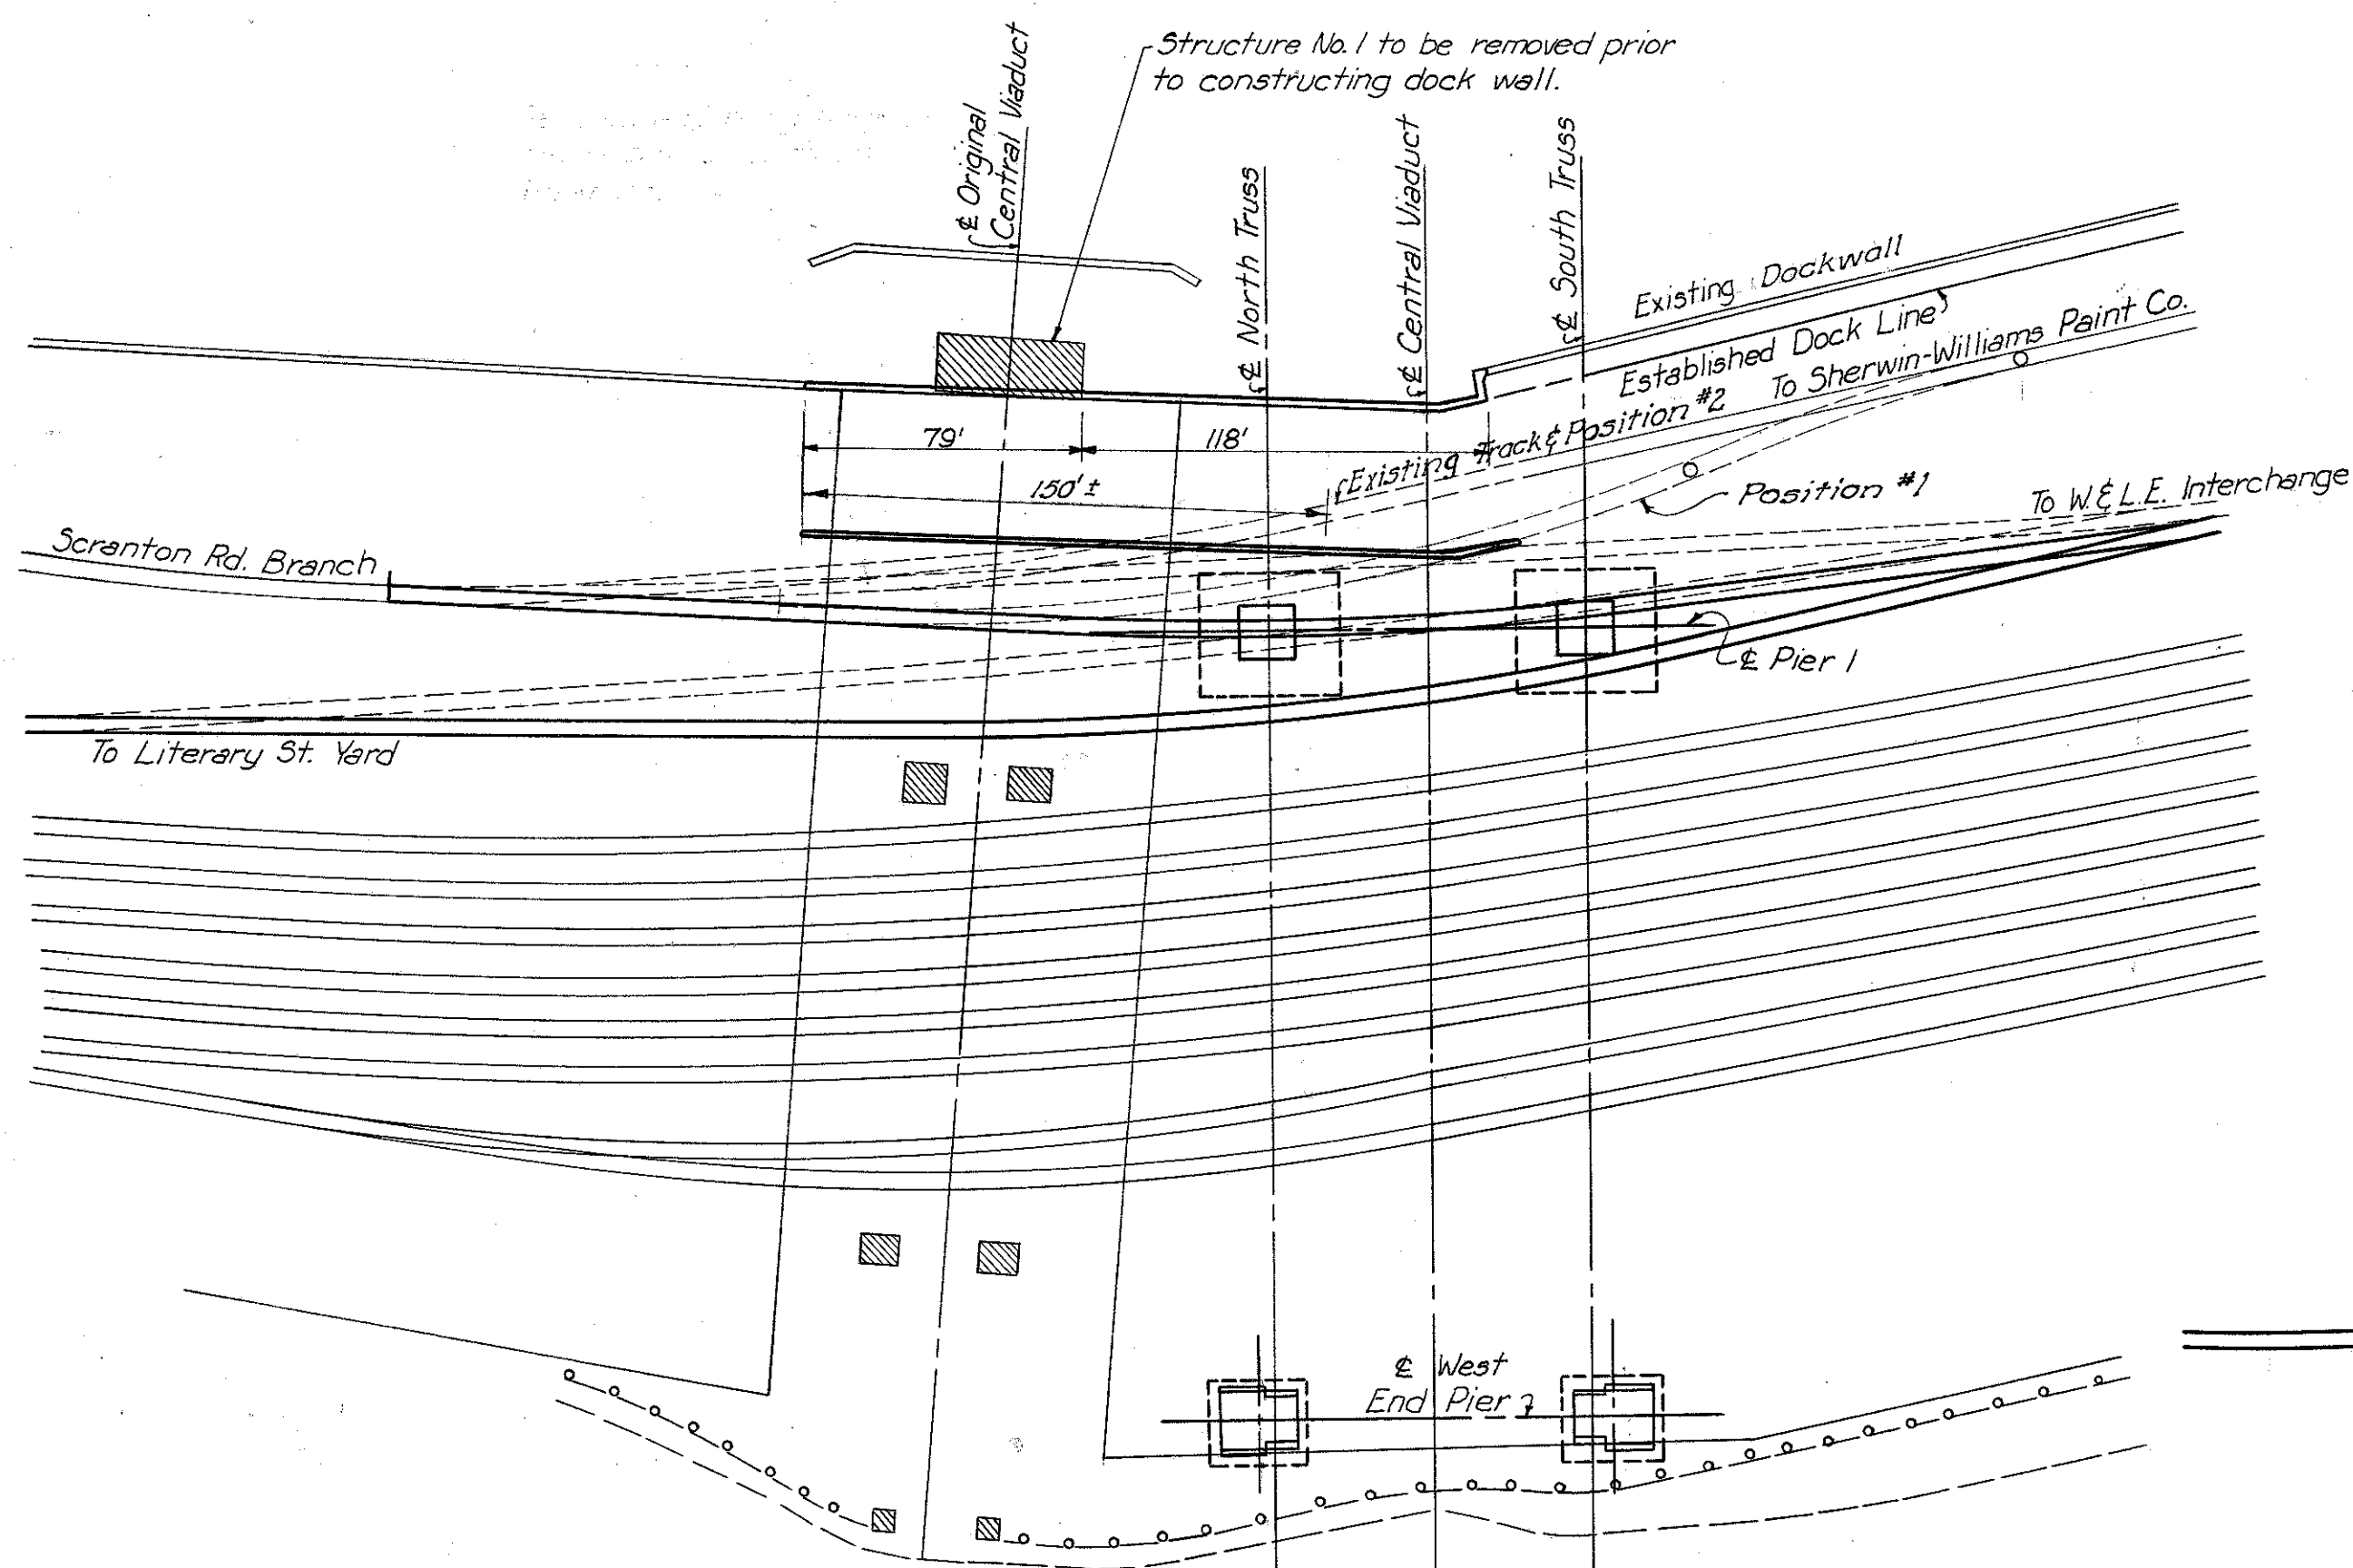 Structure No. 1 to be removed prior
to constructing dock wall.
℄ Original
Central Viaduct
℄ North Truss
℄ Central Viaduct
℄ South Truss
Existing Dockwall
Established Dock Line
To Sherwin-Williams Paint Co.
Existing Track & Position #2
79'
118'
150'±
Position #1
To W. & L.E. Interchange
Scranton Rd. Branch
℄ Pier 1
To Literary St. Yard
℄ West
End Pier